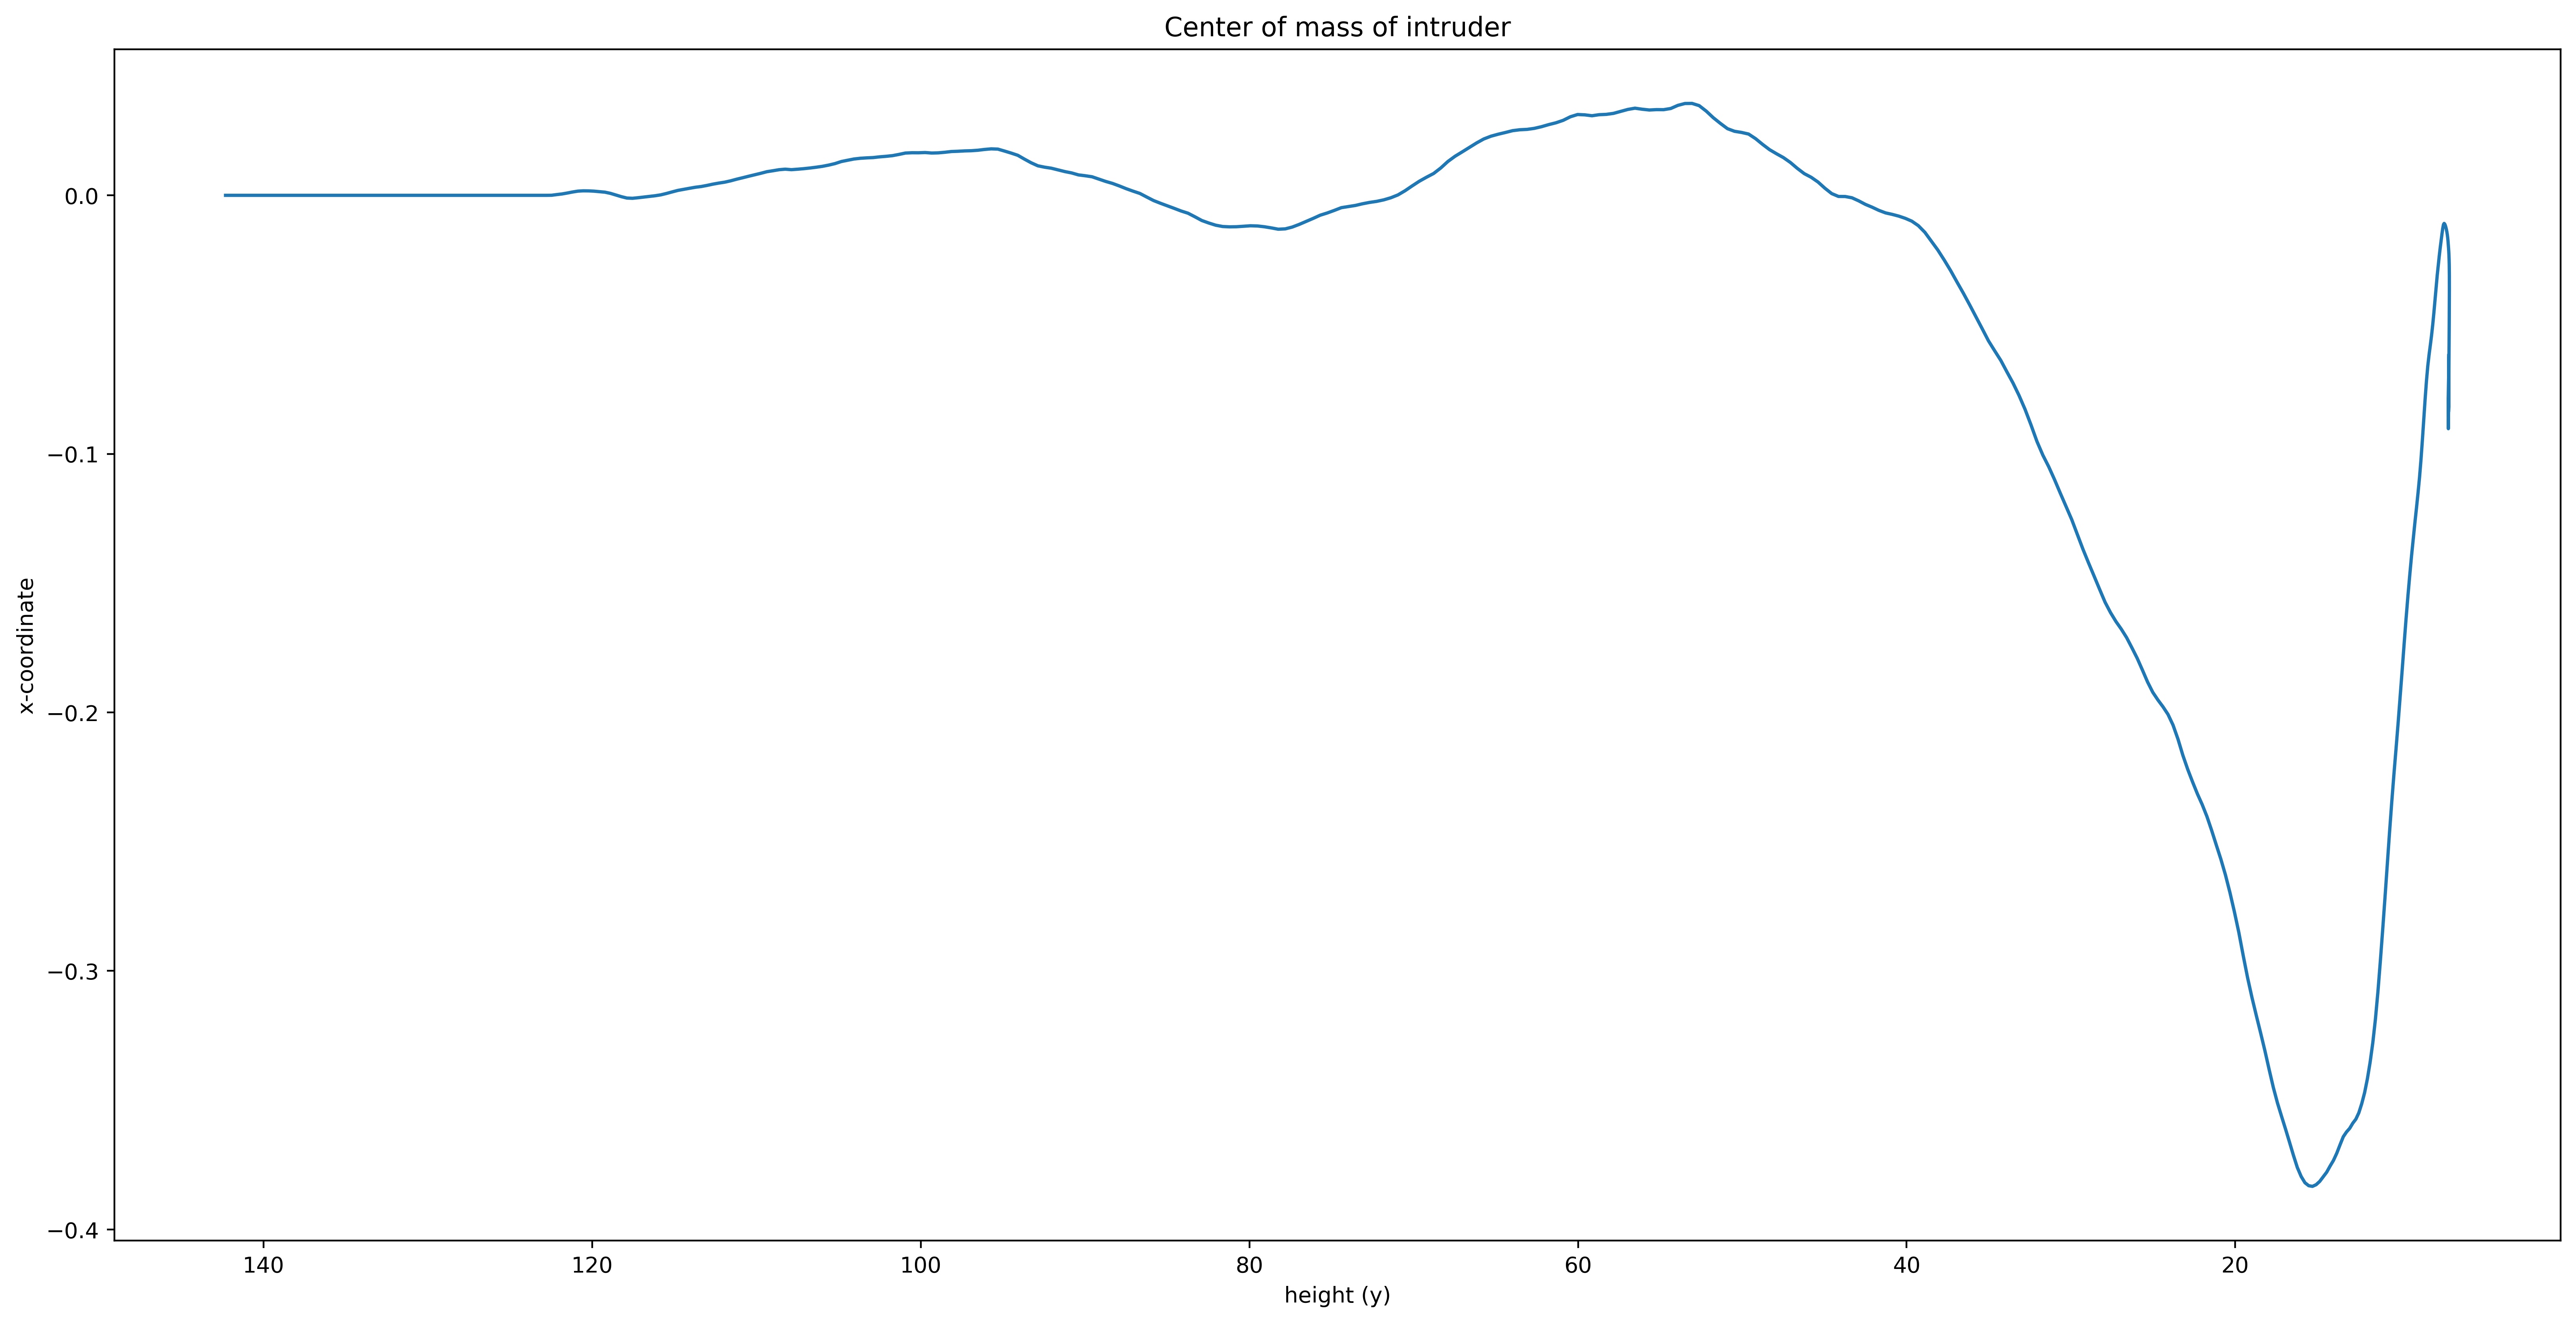 Center of mass of intruder
x-coordinate
0.0
−0.1
−0.2
−0.3
−0.4
140 120 100 80 60 40 20
height (y)